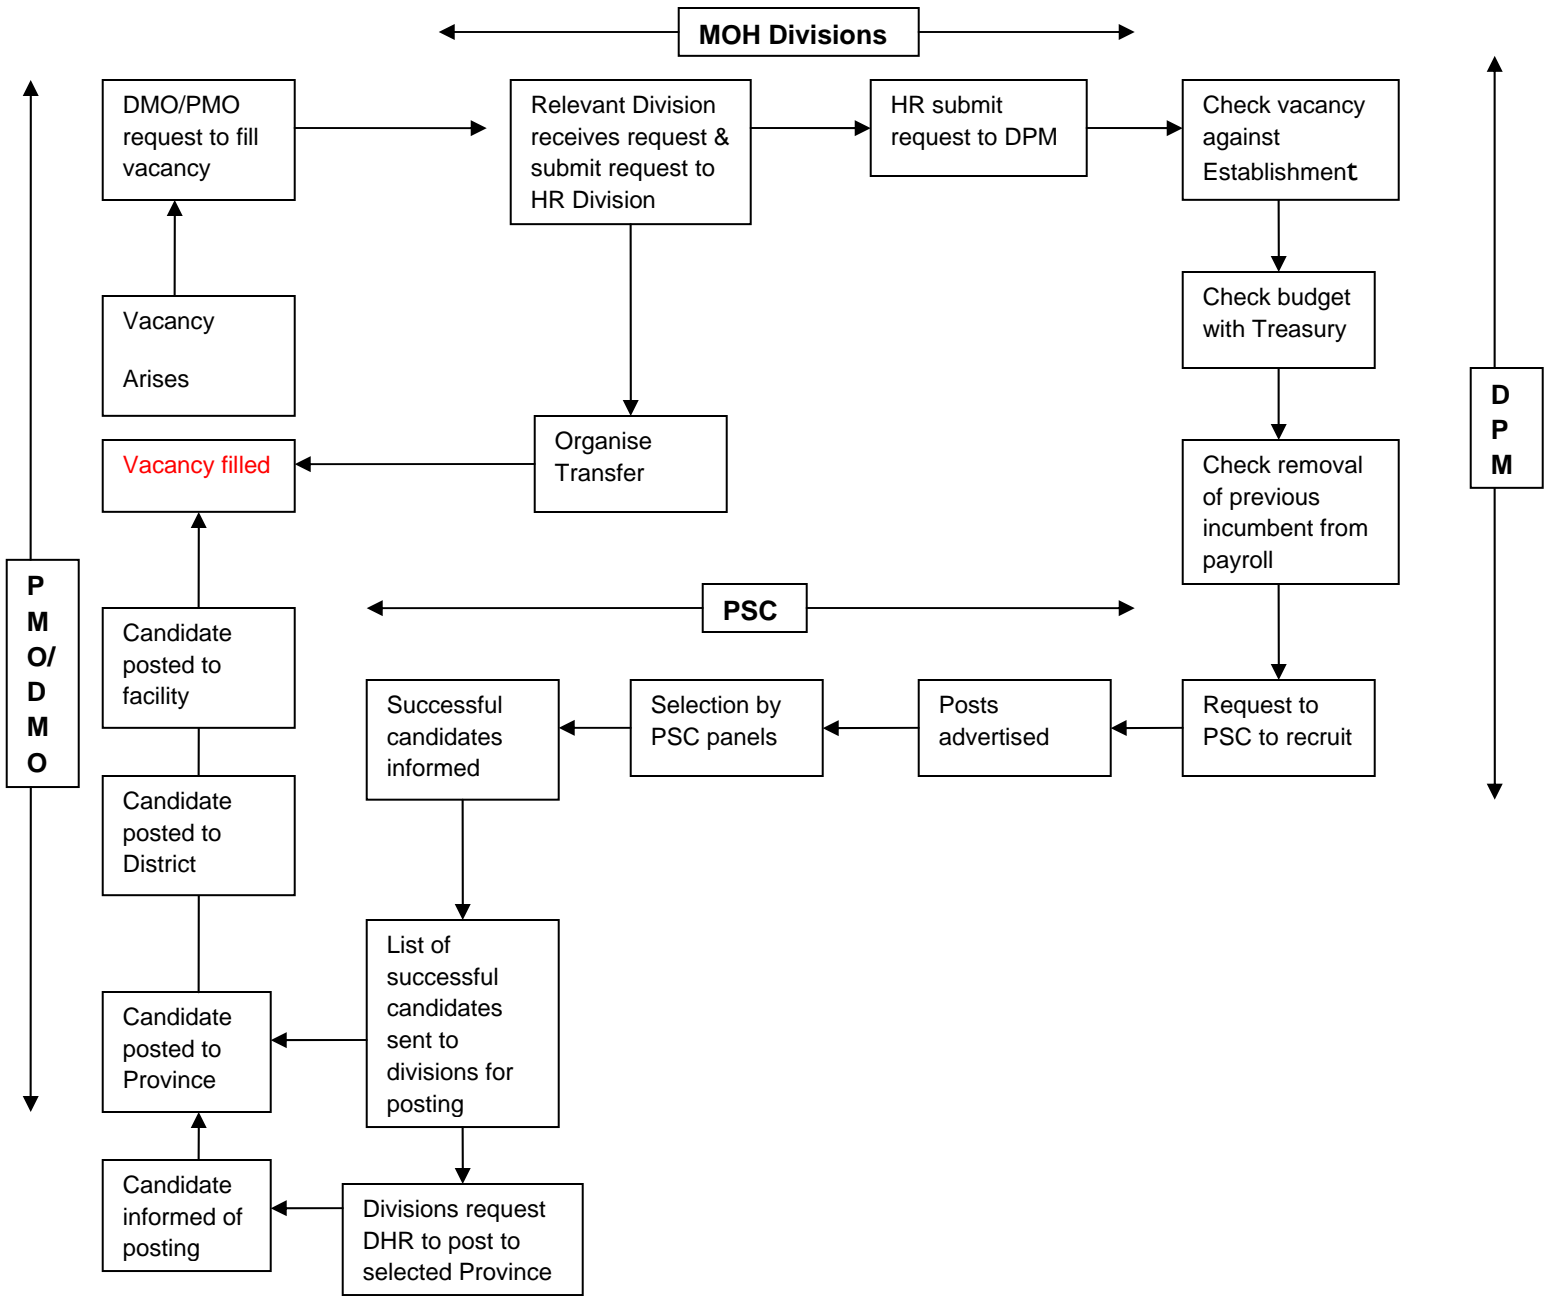 MOH Divisions
DMO/PMO
request to fill
vacancy
Relevant Division
receives request &
submit request to
HR Division
HR submit
request to DPM
Check vacancy
against
Establishment
Vacancy
Arises
Check budget
with Treasury
D
P
M
Vacancy filled
Organise
Transfer
Check removal
of previous
incumbent from
payroll
P
M
O/
D
M
O
PSC
Candidate
posted to
facility
Successful
candidates
informed
Selection by
PSC panels
Posts
advertised
Request to
PSC to recruit
Candidate
posted to
District
List of
successful
candidates
sent to
divisions for
posting
Candidate
posted to
Province
Candidate
informed of
posting
Divisions request
DHR to post to
selected Province